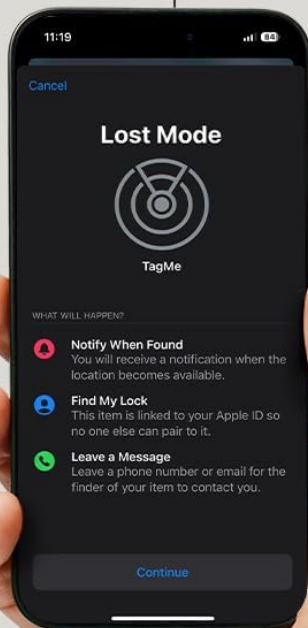 11:19
84
Cancel
Lost Mode
TagMe
WHAT WILL HAPPEN?
Notify When Found
You will receive a notification when the
location becomes available.
Find My Lock
This item is linked to your Apple ID so
no one else can pair to it.
Leave a Message
Leave a phone number or email for the
finder of your item to contact you.
Continue